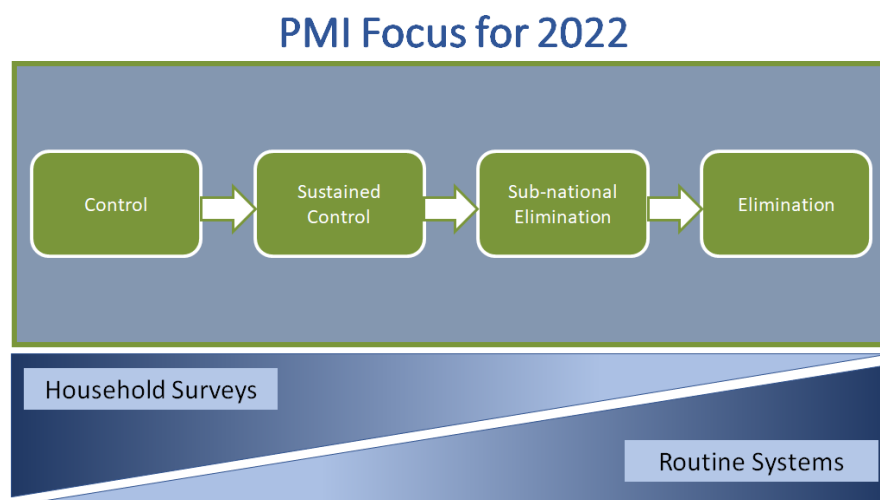 PMI Focus for 2022
Control
Sustained
Control
Sub-national
Elimination
Elimination
Household Surveys
Routine Systems